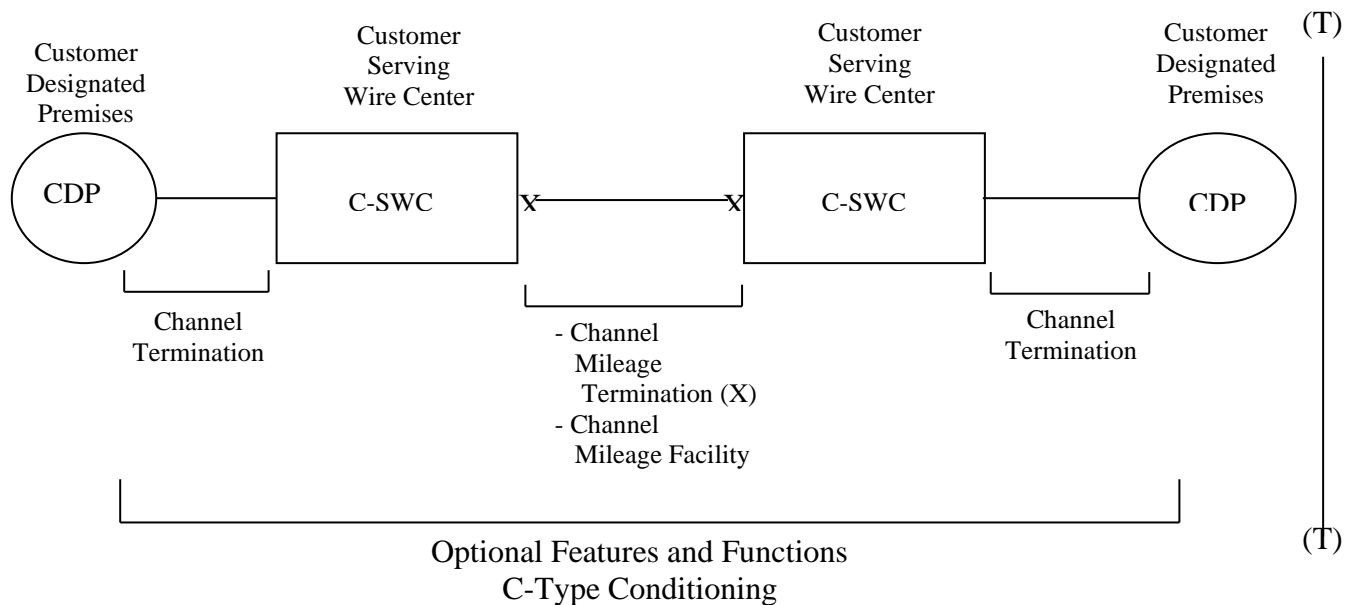 (T)
Customer
Designated
Premises
Customer
Serving
Wire Center
Customer
Serving
Wire Center
Customer
Designated
Premises
CDP
C-SWC
X
X
C-SWC
CDP
Channel
Termination
- Channel
Mileage
Termination (X)
- Channel
Mileage Facility
Channel
Termination
(T)
Optional Features and Functions
C-Type Conditioning